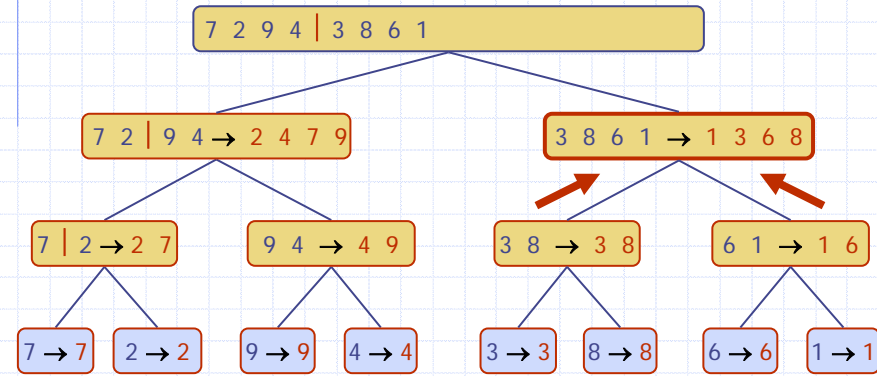 7 2 9 4 | 3 8 6 1
7 2 | 9 4 → 2 4 7 9
3 8 6 1 → 1 3 6 8
7 | 2 → 2 7
9 4 → 4 9
3 8 → 3 8
6 1 → 1 6
7 → 7
2 → 2
9 → 9
4 → 4
3 → 3
8 → 8
6 → 6
1 → 1